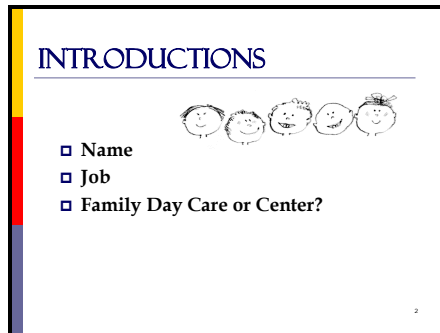 INTRODUCTIONS
Name
Job
Family Day Care or Center?
2